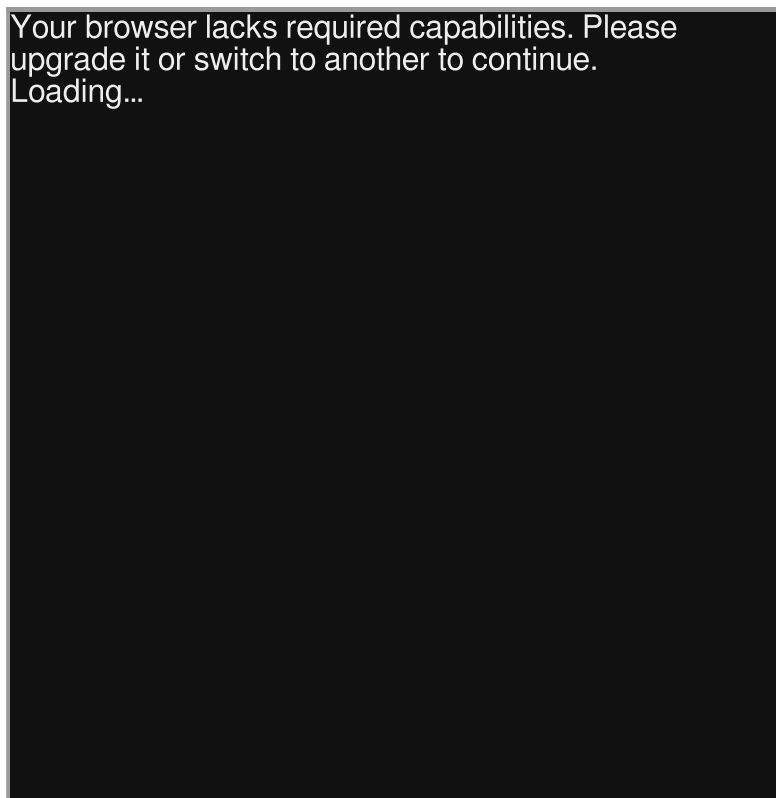 Your browser lacks required capabilities. Please
upgrade it or switch to another to continue.
Loading…